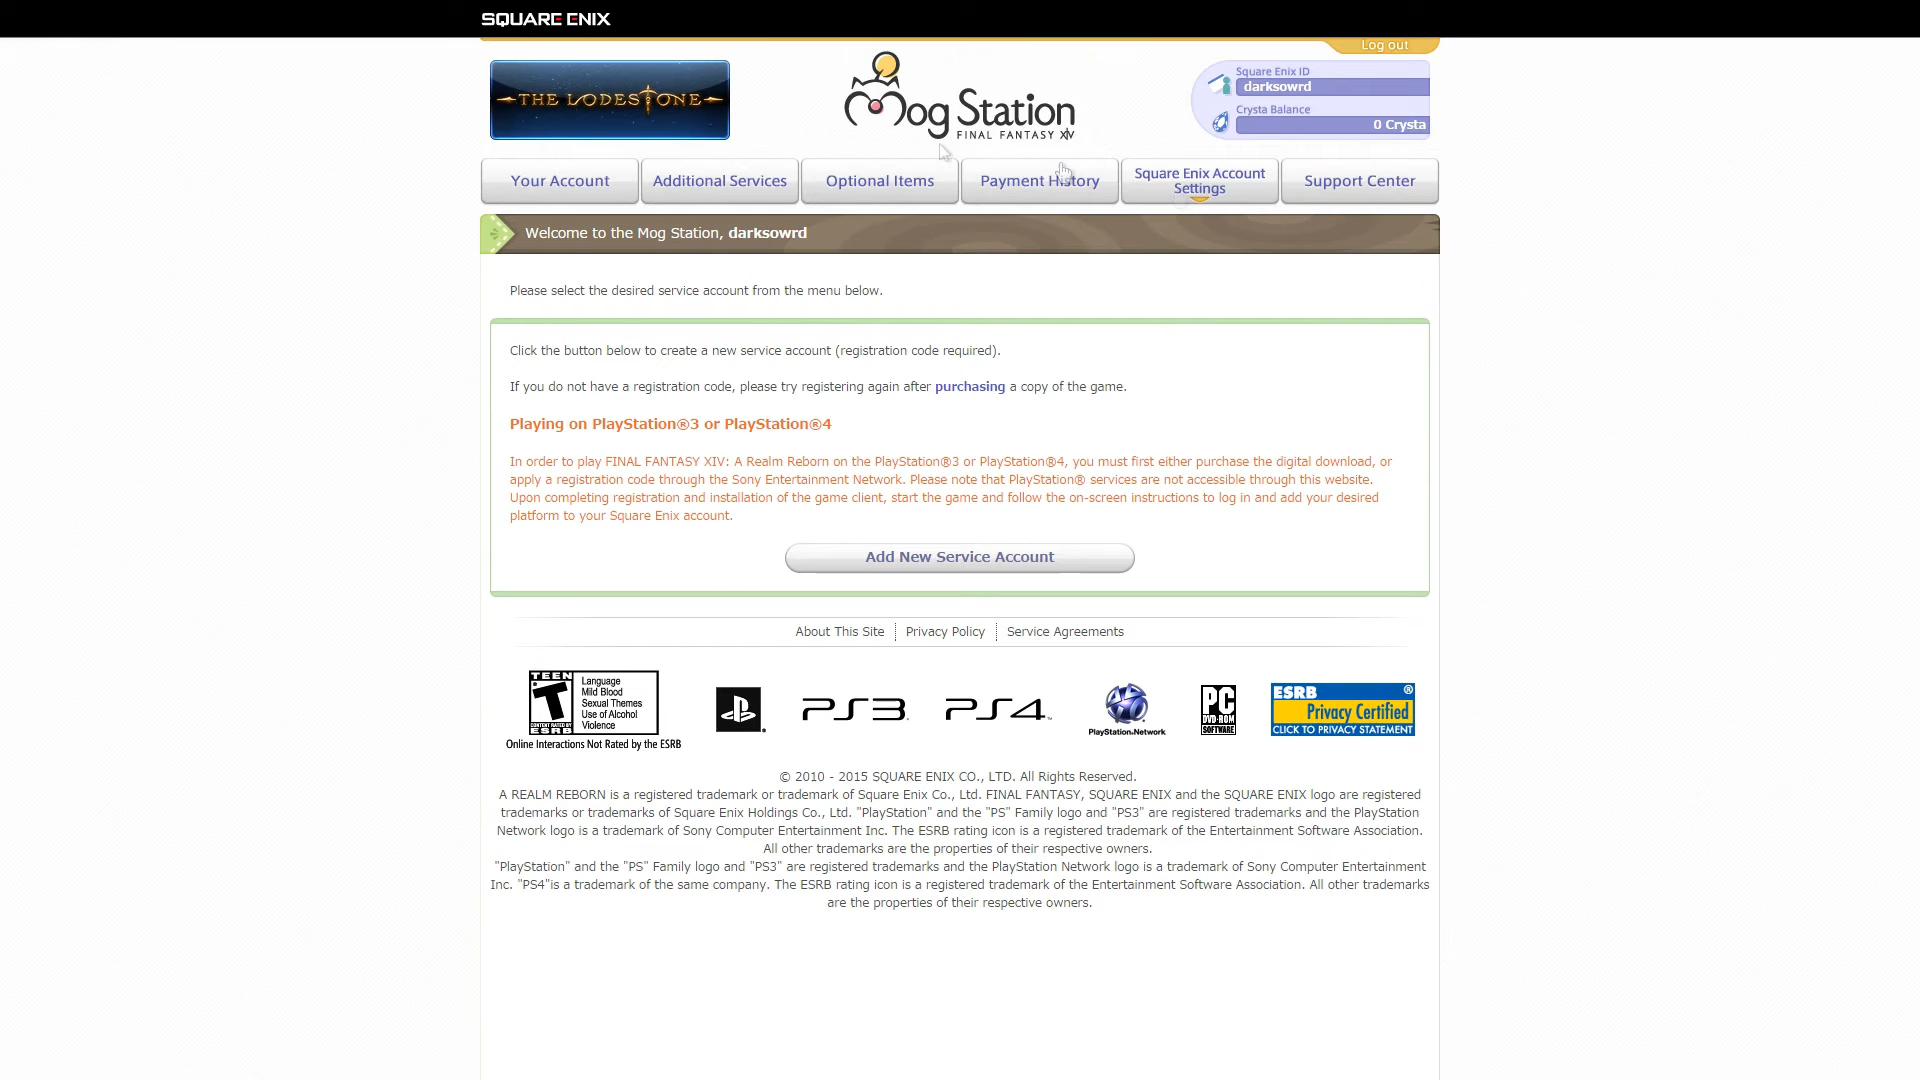 SQUARE ENIX
Log out
THE LODESTONE
Mog Station
FINAL FANTASY XIV
Square Enix ID
darksowrd
Crysta Balance
0 Crysta
Your Account
Additional Services
Optional Items
Payment History
Square Enix Account
Settings
Support Center
Welcome to the Mog Station, darksowrd
Please select the desired service account from the menu below.
Click the button below to create a new service account (registration code required).
If you do not have a registration code, please try registering again after purchasing a copy of the game.
Playing on PlayStation®3 or PlayStation®4
In order to play FINAL FANTASY XIV: A Realm Reborn on the PlayStation®3 or PlayStation®4, you must first either purchase the digital download, or
apply a registration code through the Sony Entertainment Network. Please note that PlayStation® services are not accessible through this website.
Upon completing registration and installation of the game client, start the game and follow the on-screen instructions to log in and add your desired
platform to your Square Enix account.
Add New Service Account
About This Site
Privacy Policy
Service Agreements
TEEN
T
CONTENT RATED BY
ESRB
Language
Mild Blood
Sexual Themes
Use of Alcohol
Violence
Online Interactions Not Rated by the ESRB
PS3
PS4™
PlayStation®Network
PC
DVD-ROM
SOFTWARE
ESRB ®
Privacy Certified
CLICK TO PRIVACY STATEMENT
© 2010 - 2015 SQUARE ENIX CO., LTD. All Rights Reserved.
A REALM REBORN is a registered trademark or trademark of Square Enix Co., Ltd. FINAL FANTASY, SQUARE ENIX and the SQUARE ENIX logo are registered
trademarks or trademarks of Square Enix Holdings Co., Ltd. "PlayStation" and the "PS" Family logo and "PS3" are registered trademarks and the PlayStation
Network logo is a trademark of Sony Computer Entertainment Inc. The ESRB rating icon is a registered trademark of the Entertainment Software Association.
All other trademarks are the properties of their respective owners.
"PlayStation" and the "PS" Family logo and "PS3" are registered trademarks and the PlayStation Network logo is a trademark of Sony Computer Entertainment
Inc. "PS4"is a trademark of the same company. The ESRB rating icon is a registered trademark of the Entertainment Software Association. All other trademarks
are the properties of their respective owners.